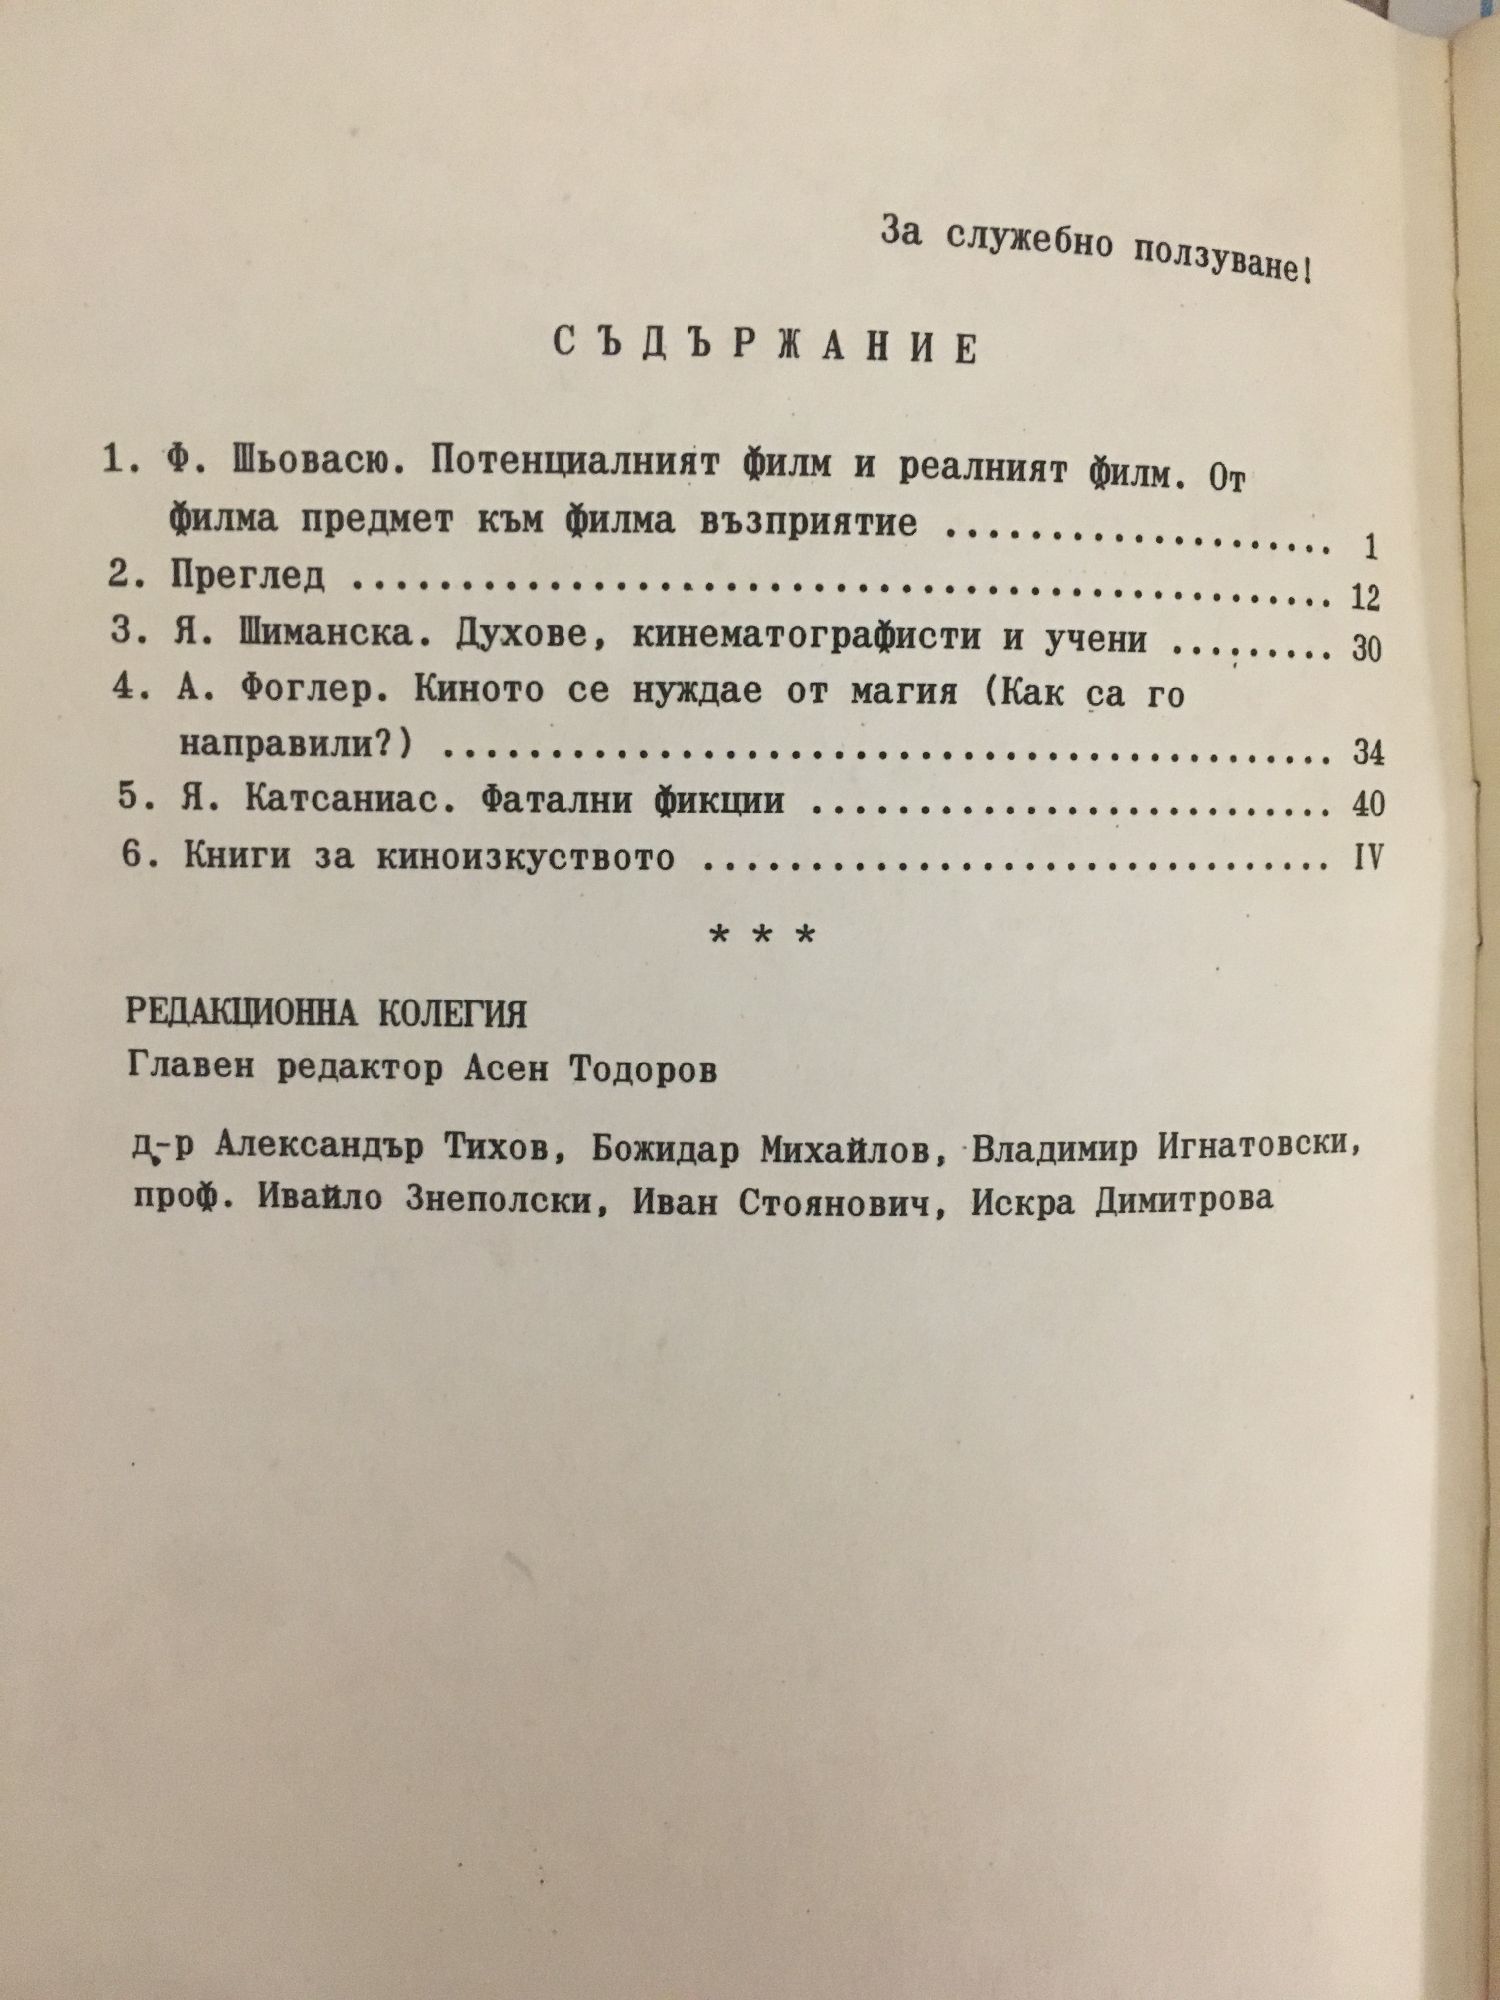 За служебно ползуване!
СЪДЪРЖАНИЕ
1. Ф. Шьовасю. Потенциалният филм и реалният филм. От
филма предмет към филма възприятие ................... 1
2. Преглед ............................................. 12
3. Я. Шиманска. Духове, кинематографисти и учени ......... 30
4. А. Фоглер. Киното се нуждае от магия (Как са го
направили?) .......................................... 34
5. Я. Катсаниас. Фатални фикции ........................ 40
6. Книги за киноизкуството ............................. IV
* * *
РЕДАКЦИОННА КОЛЕГИЯ
Главен редактор Асен Тодоров
д-р Александър Тихов, Божидар Михайлов, Владимир Игнатовски,
проф. Ивайло Знеполски, Иван Стоянович, Искра Димитрова